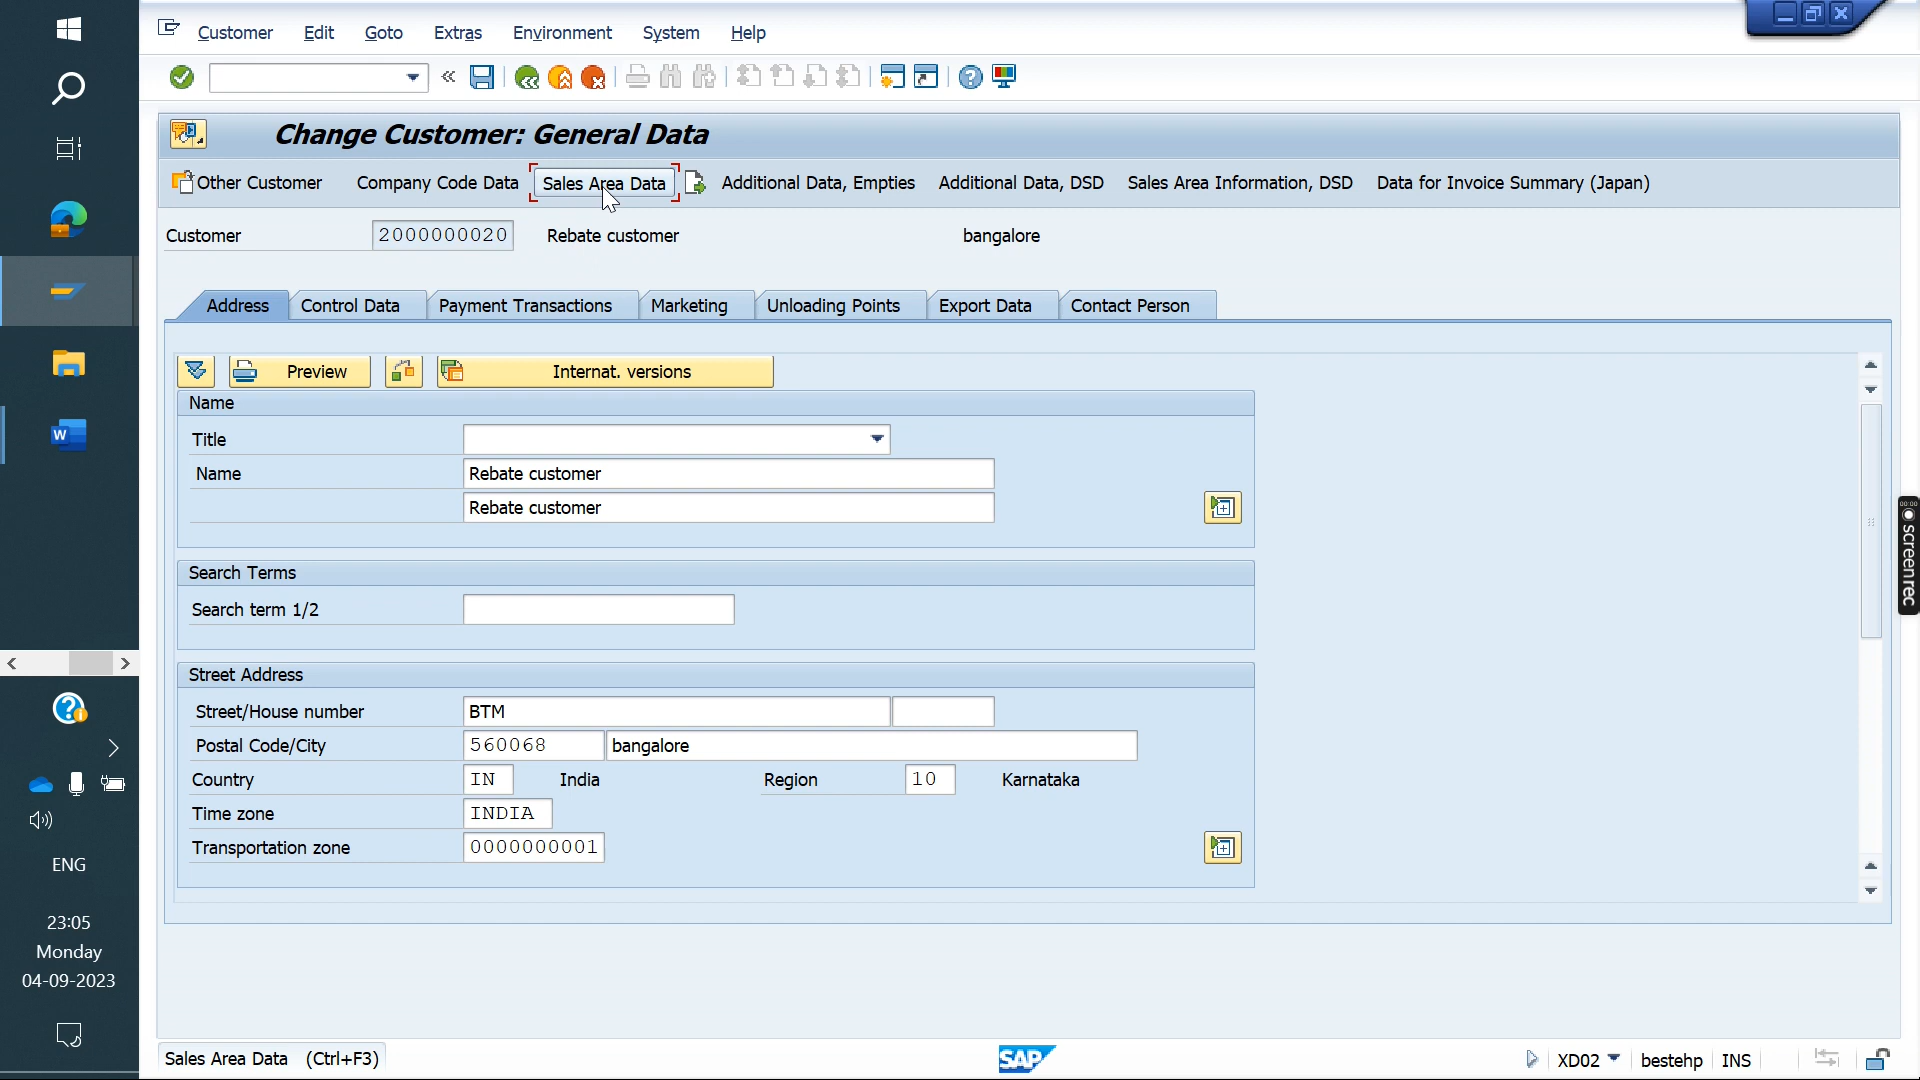 Customer Edit Goto Extras Environment System Help
Change Customer: General Data
Other Customer Company Code Data Sales Area Data Additional Data, Empties Additional Data, DSD Sales Area Information, DSD Data for Invoice Summary (Japan)
Customer 2000000020 Rebate customer bangalore
Address Control Data Payment Transactions Marketing Unloading Points Export Data Contact Person
Preview Internat. versions
Name
Title
Name Rebate customer
Rebate customer
Search Terms
Search term 1/2
Street Address
Street/House number BTM
Postal Code/City 560068 bangalore
Country IN India Region 10 Karnataka
Time zone INDIA
Transportation zone 0000000001
W
ENG
23:05
Monday
04-09-2023
00:00
screenrec
Sales Area Data (Ctrl+F3) SAP XD02 bestehp INS